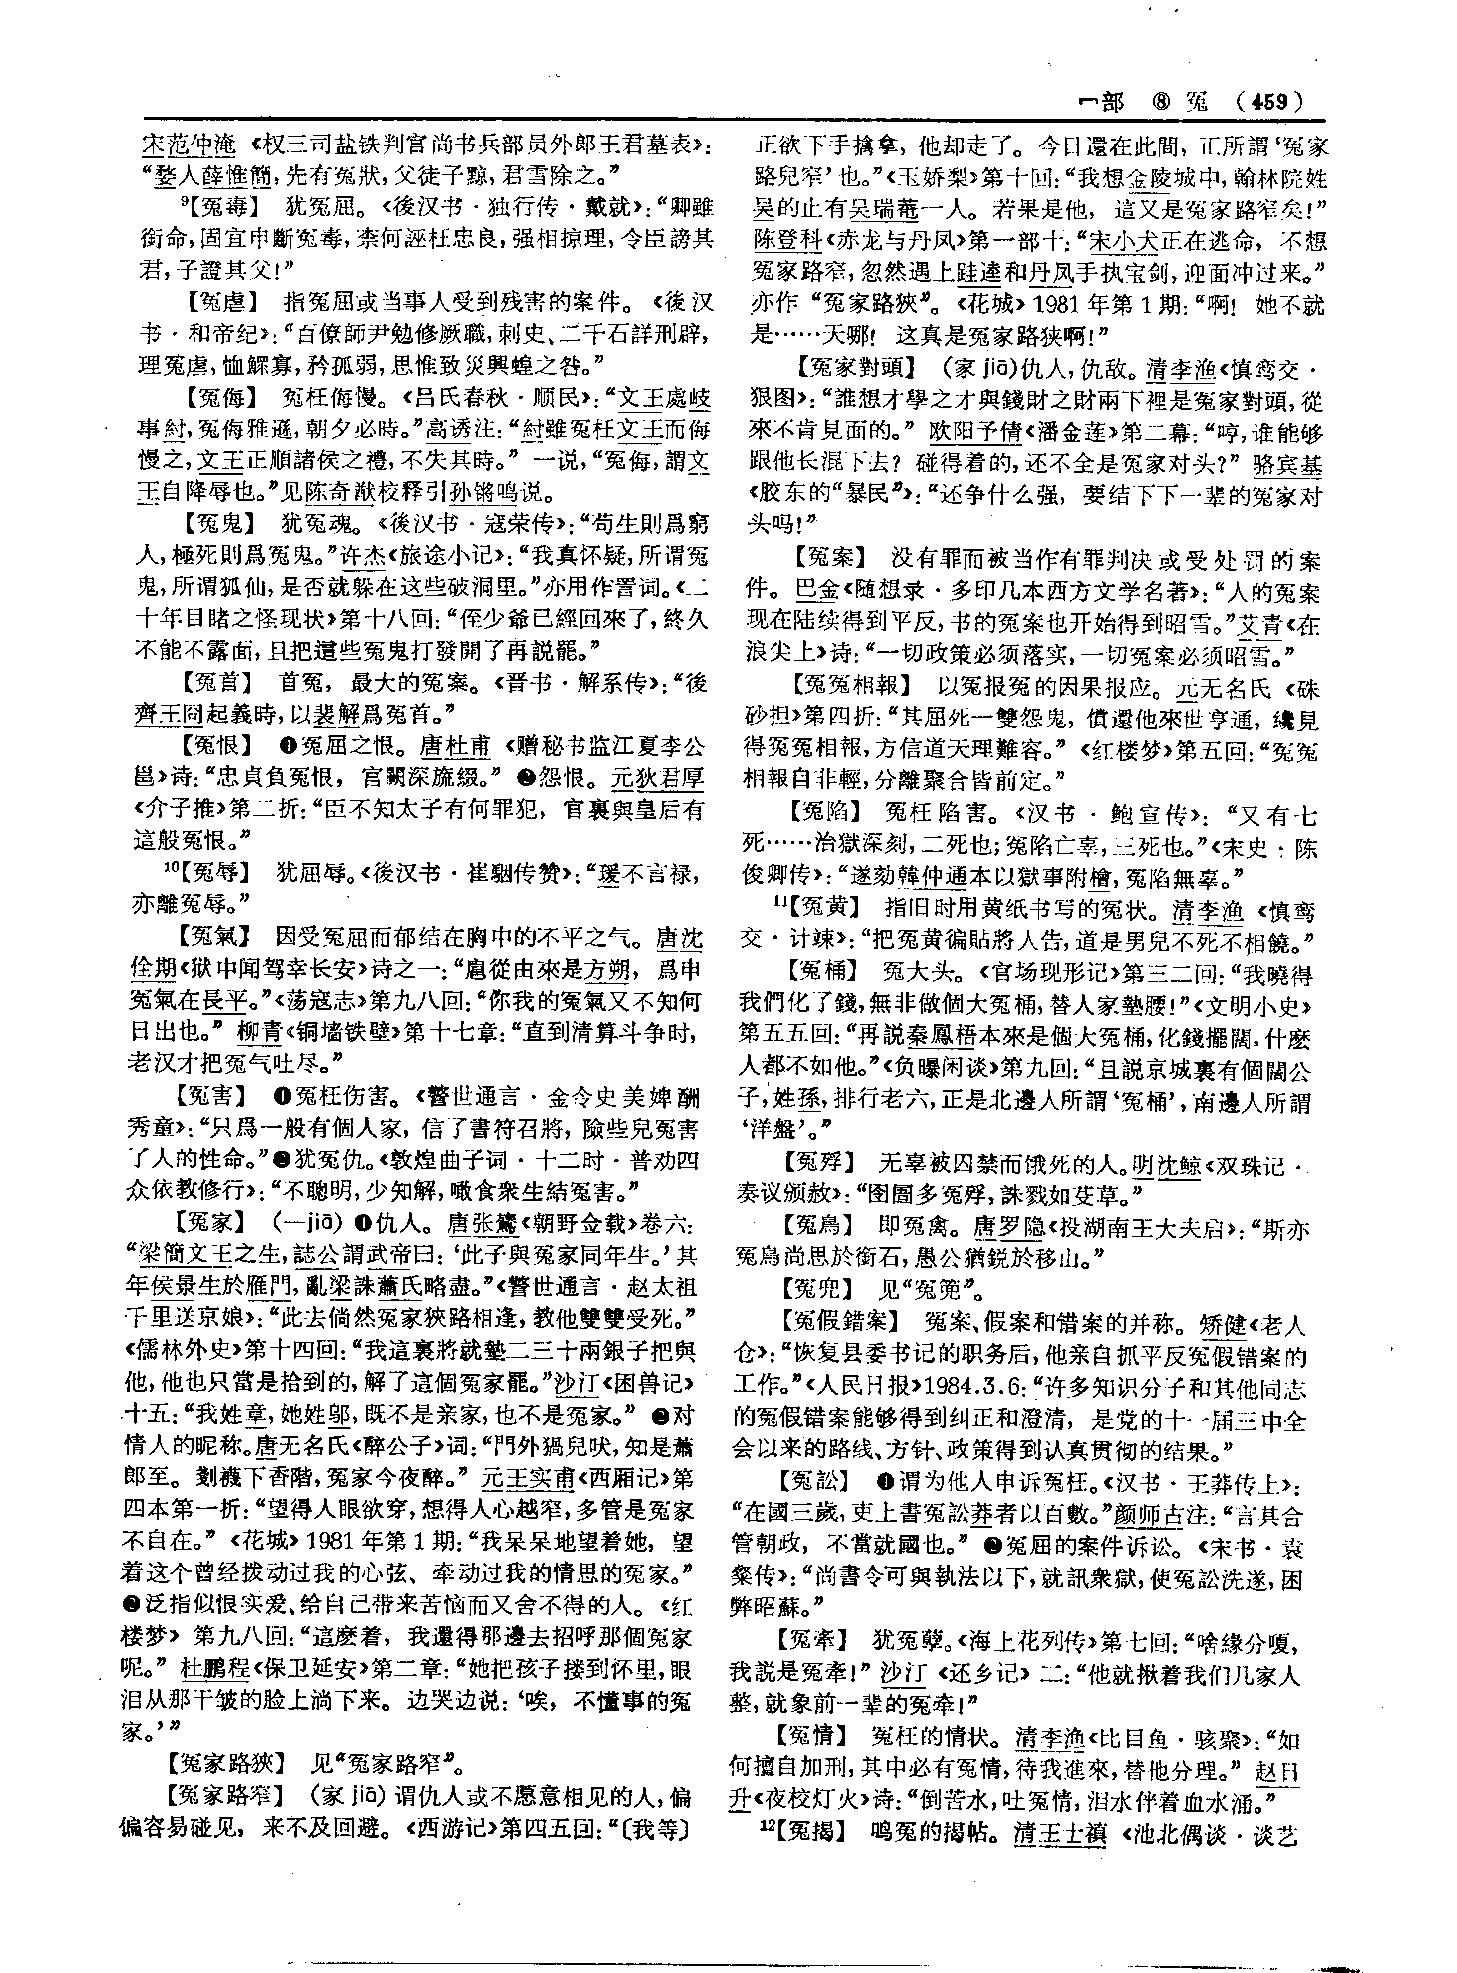 冖部 ⑧ 冤 （459）
宋范仲淹《权三司盐铁判官尚书兵部员外郎王君墓表》：
“婺人薛惟簡，先有冤狀，父徒子黥，君雪除之。”
⁹【冤毒】 犹冤屈。《後汉书·独行传·戴就》：“卿雖
銜命，固宜申斷冤毒，柰何誣枉忠良，强相掠理，令臣謗其
君，子證其父！”
【冤虐】 指冤屈或当事人受到残害的案件。《後汉
书·和帝纪》：“百僚師尹勉修厥職，刺史、二千石詳刑辟，
理冤虐，恤鰥寡，矜孤弱，思惟致災興蝗之咎。”
【冤侮】 冤枉侮慢。《吕氏春秋·顺民》：“文王處岐
事紂，冤侮雅遜，朝夕必時。”高诱注：“紂雖冤枉文王而侮
慢之，文王正順諸侯之禮，不失其時。” 一说，“冤侮，謂文
王自降辱也。”见陈奇猷校释引孙锵鸣说。
【冤鬼】 犹冤魂。《後汉书·寇荣传》：“苟生則爲窮
人，極死則爲冤鬼。”许杰《旅途小记》：“我真怀疑，所谓冤
鬼，所谓狐仙，是否就躲在这些破洞里。”亦用作詈词。《二
十年目睹之怪现状》第十八回：“侄少爺已經回來了，終久
不能不露面，且把這些冤鬼打發開了再説罷。”
【冤首】 首冤，最大的冤案。《晋书·解系传》：“後
齊王冏起義時，以裴解爲冤首。”
【冤恨】 ❶冤屈之恨。唐杜甫《赠秘书监江夏李公
邕》诗：“忠貞負冤恨，宫闕深旒綴。” ❷怨恨。元狄君厚
《介子推》第二折：“臣不知太子有何罪犯，官裏與皇后有
這般冤恨。”
¹⁰【冤辱】 犹屈辱。《後汉书·崔駰传赞》：“瑗不言禄，
亦離冤辱。”
【冤氣】 因受冤屈而郁结在胸中的不平之气。唐沈
佺期《狱中闻驾幸长安》诗之一：“扈從由來是方朔，爲申
冤氣在長平。”《荡寇志》第九八回：“你我的冤氣又不知何
日出也。” 柳青《铜墙铁壁》第十七章：“直到清算斗争时，
老汉才把冤气吐尽。”
【冤害】 ❶冤枉伤害。《警世通言·金令史美婢酬
秀童》：“只爲一般有個人家，信了書符召將，險些兒冤害
了人的性命。”❷犹冤仇。《敦煌曲子词·十二时·普劝四
众依教修行》：“不聰明，少知解，噉食衆生結冤害。”
【冤家】 （—jiā）❶仇人。唐张鷟《朝野佥载》卷六：
“梁簡文王之生，誌公謂武帝曰：‘此子與冤家同年生。’其
年侯景生於雁門，亂梁誅蕭氏略盡。”《警世通言·赵太祖
千里送京娘》：“此去倘然冤家狹路相逢，教他雙雙受死。”
《儒林外史》第十四回：“我這裏將就墊二三十兩銀子把與
他，他也只當是拾到的，解了這個冤家罷。”沙汀《困兽记》
十五：“我姓章，她姓邬，既不是亲家，也不是冤家。” ❷对
情人的昵称。唐无名氏《醉公子》词：“門外猧兒吠，知是蕭
郎至。剗襪下香階，冤家今夜醉。” 元王实甫《西厢记》第
四本第一折：“望得人眼欲穿，想得人心越窄，多管是冤家
不自在。”《花城》1981年第1期：“我呆呆地望着她，望
着这个曾经拨动过我的心弦、牵动过我的情思的冤家。”
❸泛指似恨实爱、给自己带来苦恼而又舍不得的人。《红
楼梦》第九八回：“這麽着，我還得那邊去招呼那個冤家
呢。” 杜鹏程《保卫延安》第二章：“她把孩子搂到怀里，眼
泪从那干皱的脸上淌下来。边哭边说：‘唉，不懂事的冤
家。’”
【冤家路狹】 见“冤家路窄”。
【冤家路窄】 （家 jiā）谓仇人或不愿意相见的人，偏
偏容易碰见，来不及回避。《西游记》第四五回：“〔我等〕
正欲下手擒拿，他却走了。今日還在此間，正所謂‘冤家
路兒窄’也。”《玉娇梨》第十回：“我想金陵城中，翰林院姓
吴的止有吴瑞菴一人。若果是他，這又是冤家路窄矣！”
陈登科《赤龙与丹凤》第一部十：“宋小犬正在逃命，不想
冤家路窄，忽然遇上跬逵和丹凤手执宝剑，迎面冲过来。”
亦作“冤家路狹”。《花城》1981年第1期：“啊！她不就
是……天哪！这真是冤家路狭啊！”
【冤家對頭】 （家 jiā）仇人，仇敌。清李渔《慎鸾交·
狠图》：“誰想才學之才與錢財之財兩下裡是冤家對頭，從
來不肯見面的。” 欧阳予倩《潘金莲》第二幕：“哼，谁能够
跟他长混下去？碰得着的，还不全是冤家对头？” 骆宾基
《胶东的“暴民”》：“还争什么强，要结下下一辈的冤家对
头吗！”
【冤案】 没有罪而被当作有罪判决或受处罚的案
件。巴金《随想录·多印几本西方文学名著》：“人的冤案
现在陆续得到平反，书的冤案也开始得到昭雪。”艾青《在
浪尖上》诗：“一切政策必须落实，一切冤案必须昭雪。”
【冤冤相報】 以冤报冤的因果报应。元无名氏《硃
砂担》第四折：“其屈死一雙怨鬼，償還他來世亨通，纔見
得冤冤相報，方信道天理難容。”《红楼梦》第五回：“冤冤
相報自非輕，分離聚合皆前定。”
【冤陷】 冤枉陷害。《汉书·鲍宣传》：“又有七
死……治獄深刻，二死也；冤陷亡辜，三死也。”《宋史·陈
俊卿传》：“遂劾韓仲通本以獄事附檜，冤陷無辜。”
¹¹【冤黄】 指旧时用黄纸书写的冤状。清李渔《慎鸾
交·计竦》：“把冤黄徧貼將人告，道是男兒不死不相饒。”
【冤桶】 冤大头。《官场现形记》第三二回：“我曉得
我們化了錢，無非做個大冤桶，替人家墊腰！”《文明小史》
第五五回：“再説秦鳳梧本來是個大冤桶，化錢擺闊，什麽
人都不如他。”《负曝闲谈》第九回：“且説京城裏有個闊公
子，姓孫，排行老六，正是北邊人所謂‘冤桶’，南邊人所謂
‘洋盤’。”
【冤殍】 无辜被囚禁而饿死的人。明沈鲸《双珠记·
奏议颁赦》：“囹圄多冤殍，誅戮如芟草。”
【冤鳥】 即冤禽。唐罗隐《投湖南王大夫启》：“斯亦
冤鳥尚思於銜石，愚公猶鋭於移山。”
【冤兜】 见“冤篼”。
【冤假錯案】 冤案、假案和错案的并称。矫健《老人
仓》：“恢复县委书记的职务后，他亲自抓平反冤假错案的
工作。”《人民日报》1984.3.6：“许多知识分子和其他同志
的冤假错案能够得到纠正和澄清，是党的十一届三中全
会以来的路线、方针、政策得到认真贯彻的结果。”
【冤訟】 ❶谓为他人申诉冤枉。《汉书·王莽传上》：
“在國三歲，吏上書冤訟莽者以百數。”颜师古注：“言其合
管朝政，不當就國也。” ❷冤屈的案件诉讼。《宋书·袁
粲传》：“尚書令可與執法以下，就訊衆獄，使冤訟洗遂，困
弊昭蘇。”
【冤牽】 犹冤孽。《海上花列传》第七回：“啥緣分嗄，
我説是冤牽！” 沙汀《还乡记》二：“他就揪着我们几家人
整，就象前一辈的冤牵！”
【冤情】 冤枉的情状。清李渔《比目鱼·骇聚》：“如
何擅自加刑，其中必有冤情，待我進來，替他分理。” 赵日
升《夜校灯火》诗：“倒苦水，吐冤情，泪水伴着血水涌。”
¹²【冤揭】 鸣冤的揭帖。清王士禛《池北偶谈·谈艺